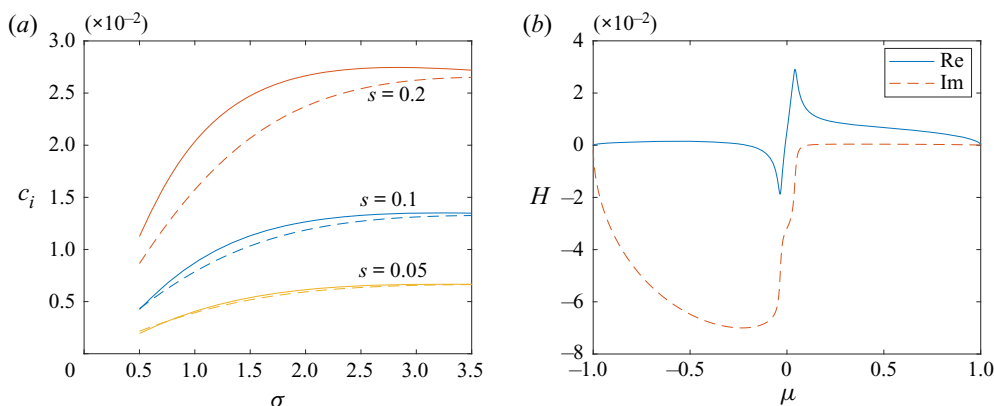 (a) (×10–2) (b) (×10–2)
3.0 4
2.5 s = 0.2 Re
Im
2.0 2
1.5 0
ci H
1.0 s = 0.1 –2
–4
0.5 s = 0.05 –6
–8
0 0.5 1.0 1.5 2.0 2.5 3.0 3.5 –1.0 –0.5 0 0.5 1.0
σ μ